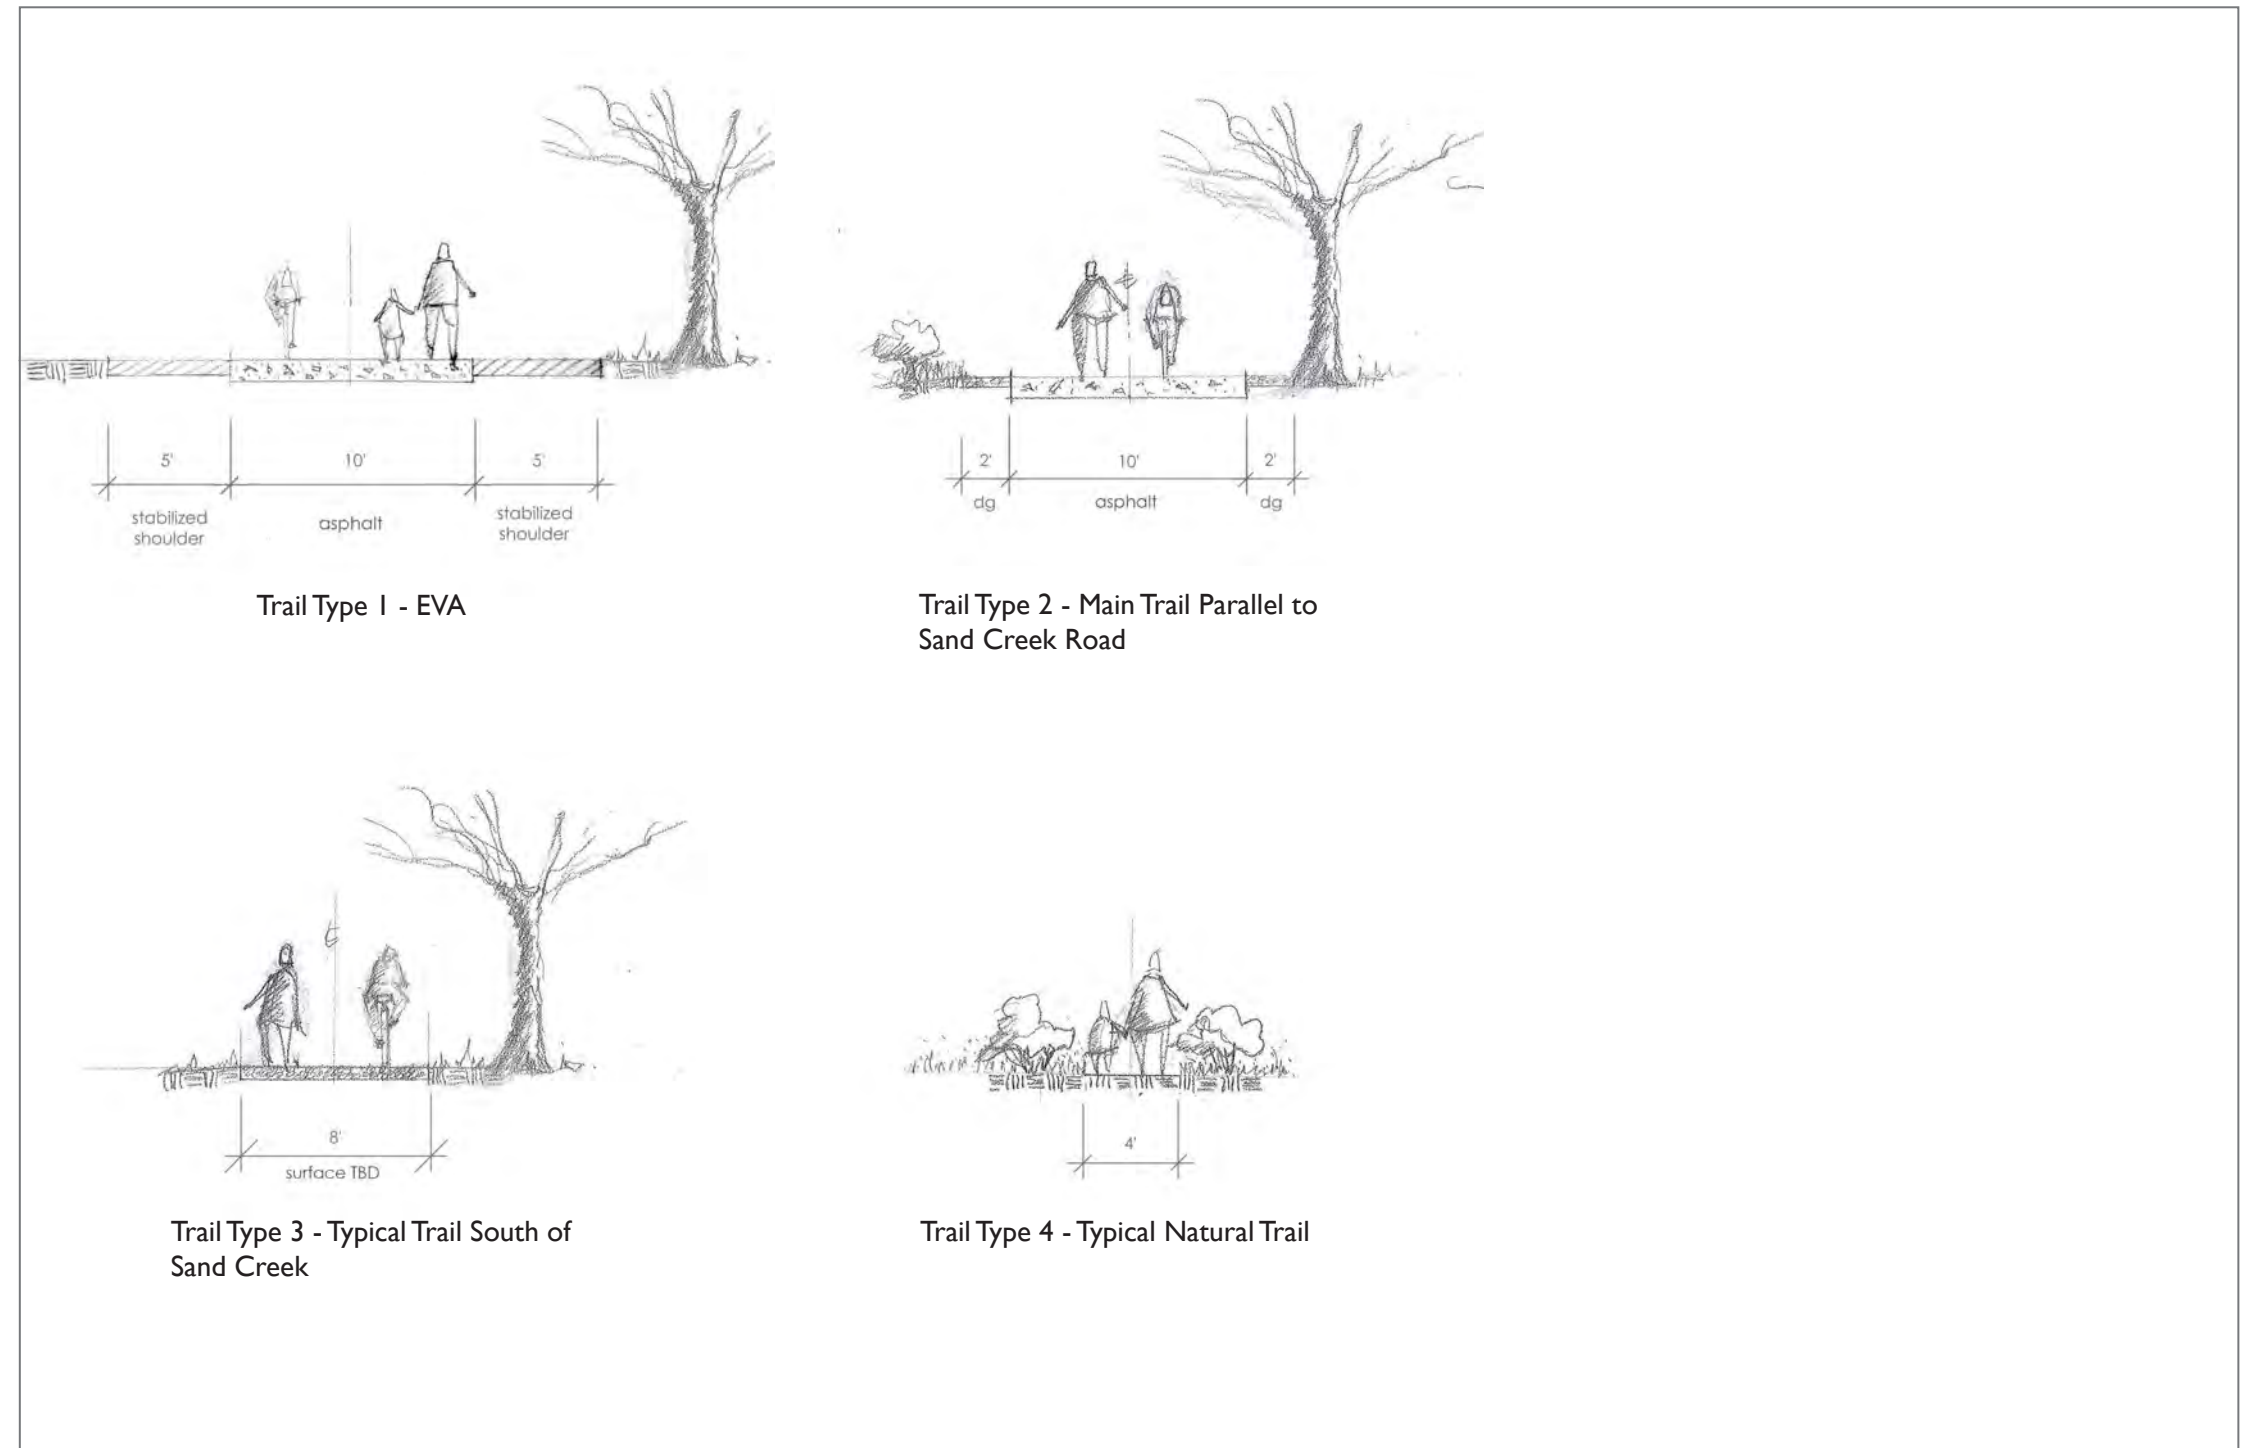 5' 10' 5'
stabilized
shoulder
asphalt
stabilized
shoulder
Trail Type 1 - EVA
2' 10' 2'
dg asphalt dg
Trail Type 2 - Main Trail Parallel to
Sand Creek Road
8'
surface TBD
Trail Type 3 - Typical Trail South of
Sand Creek
4'
Trail Type 4 - Typical Natural Trail